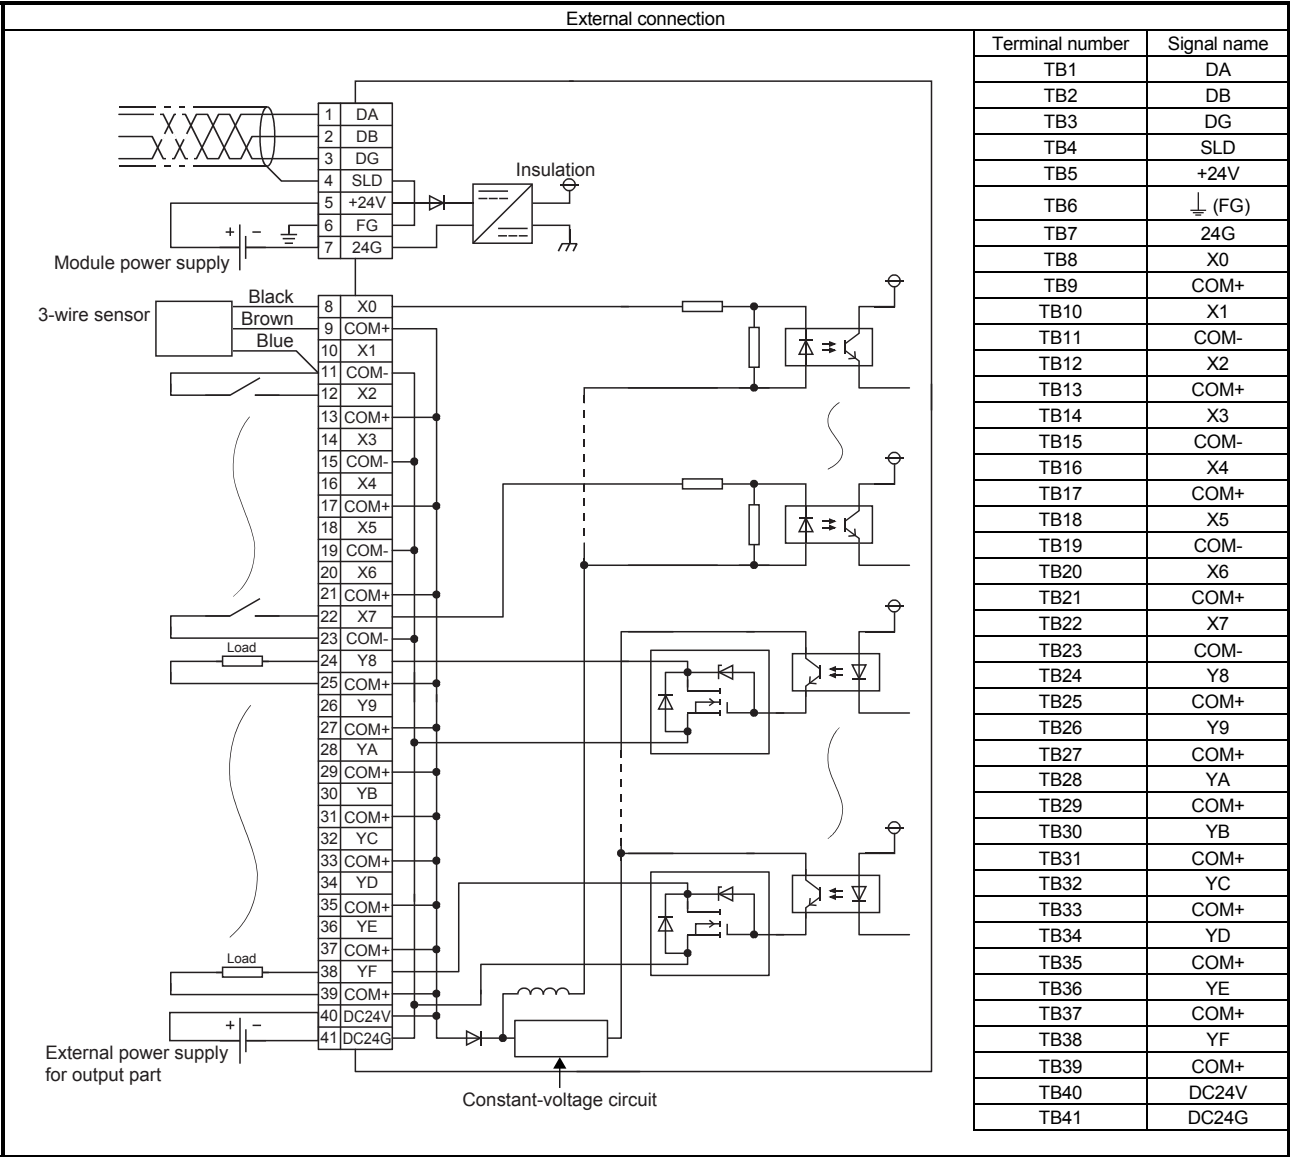 External connection
1 DA
2 DB
3 DG
4 SLD
5 +24V
6 FG
7 24G
Insulation
+ −
Module power supply
3-wire sensor
Black
Brown
Blue
8 X0
9 COM+
10 X1
11 COM-
12 X2
13 COM+
14 X3
15 COM-
16 X4
17 COM+
18 X5
19 COM-
20 X6
21 COM+
22 X7
23 COM-
Load
24 Y8
25 COM+
26 Y9
27 COM+
28 YA
29 COM+
30 YB
31 COM+
32 YC
33 COM+
34 YD
35 COM+
36 YE
37 COM+
Load
38 YF
39 COM+
40 DC24V
41 DC24G
+ −
External power supply
for output part
Constant-voltage circuit
Terminal number Signal name
TB1 DA
TB2 DB
TB3 DG
TB4 SLD
TB5 +24V
TB6 (FG)
TB7 24G
TB8 X0
TB9 COM+
TB10 X1
TB11 COM-
TB12 X2
TB13 COM+
TB14 X3
TB15 COM-
TB16 X4
TB17 COM+
TB18 X5
TB19 COM-
TB20 X6
TB21 COM+
TB22 X7
TB23 COM-
TB24 Y8
TB25 COM+
TB26 Y9
TB27 COM+
TB28 YA
TB29 COM+
TB30 YB
TB31 COM+
TB32 YC
TB33 COM+
TB34 YD
TB35 COM+
TB36 YE
TB37 COM+
TB38 YF
TB39 COM+
TB40 DC24V
TB41 DC24G